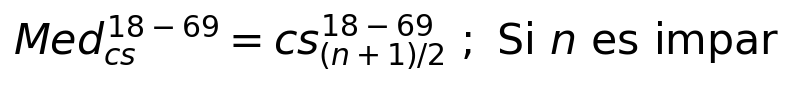 $Med_{cs}^{18-69} = cs_{(n+1)/2}^{18-69}$ ; Si $n$ es impar